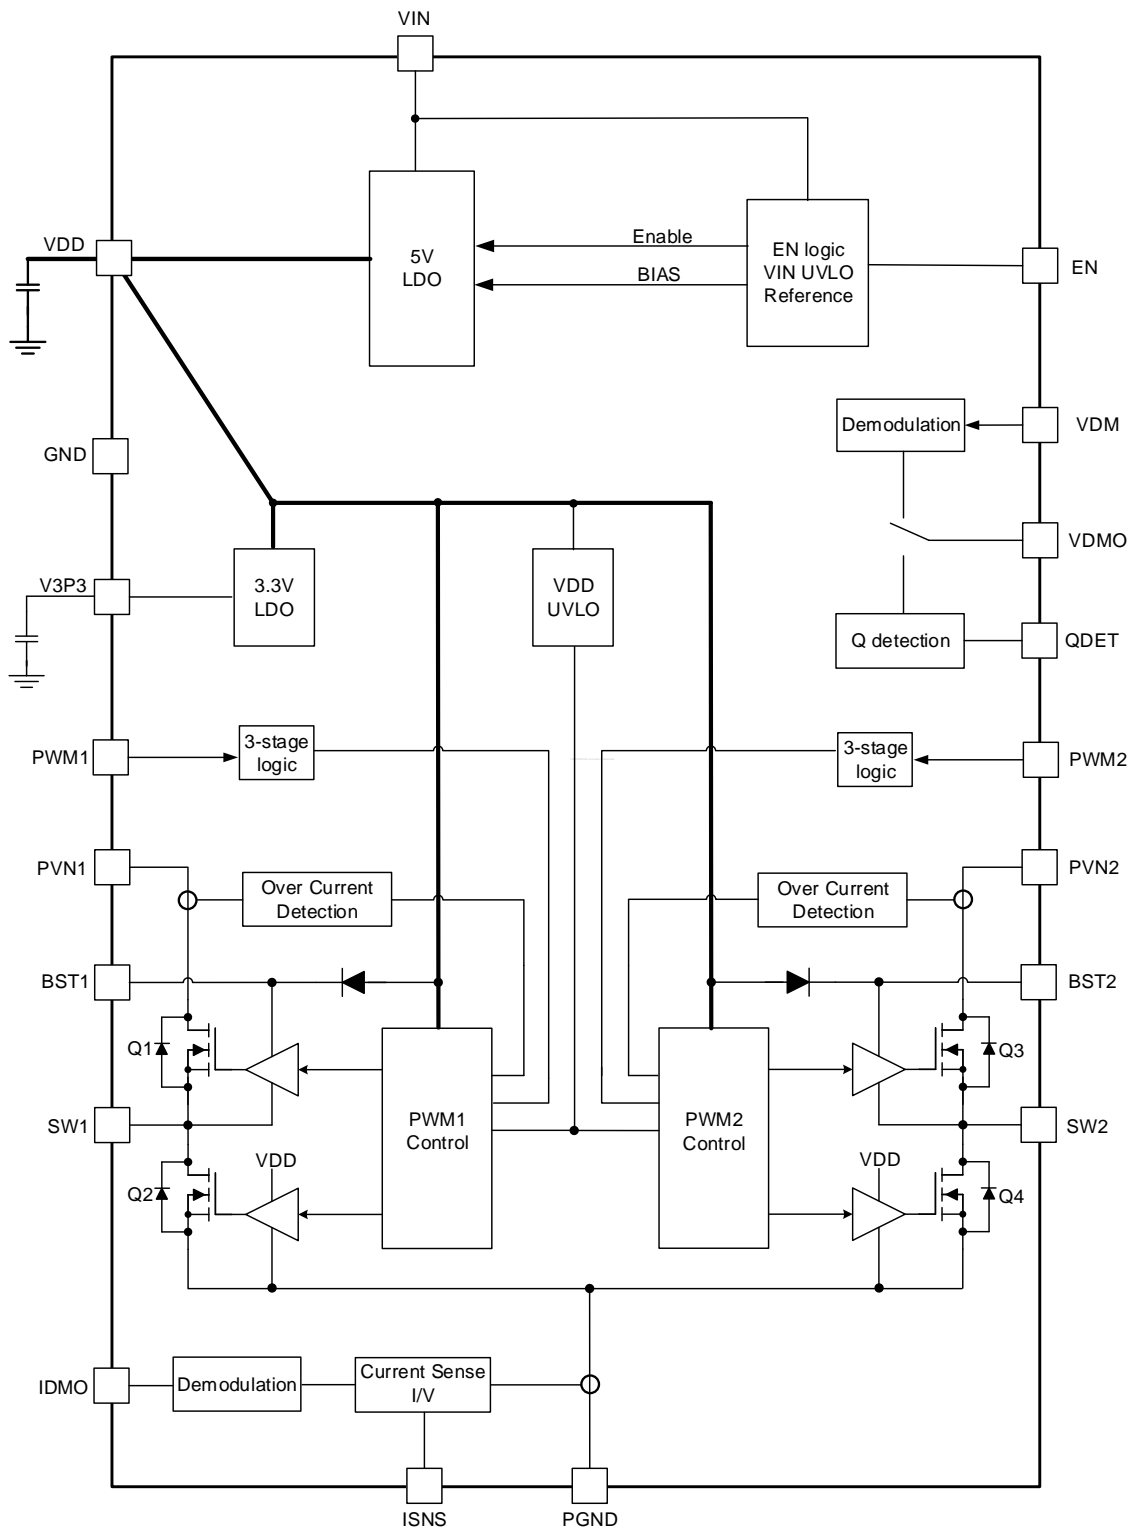 VIN
VDD
5V
LDO
Enable
BIAS
EN logic
VIN UVLO
Reference
EN
Demodulation
VDM
GND
VDMO
V3P3
3.3V
LDO
VDD
UVLO
Q detection
QDET
PWM1
3-stage
logic
3-stage
logic
PWM2
PVN1
Over Current
Detection
Over Current
Detection
PVN2
BST1
BST2
Q1
Q3
SW1
PWM1
Control
PWM2
Control
SW2
VDD
VDD
Q2
Q4
IDMO
Demodulation
Current Sense
I/V
ISNS
PGND